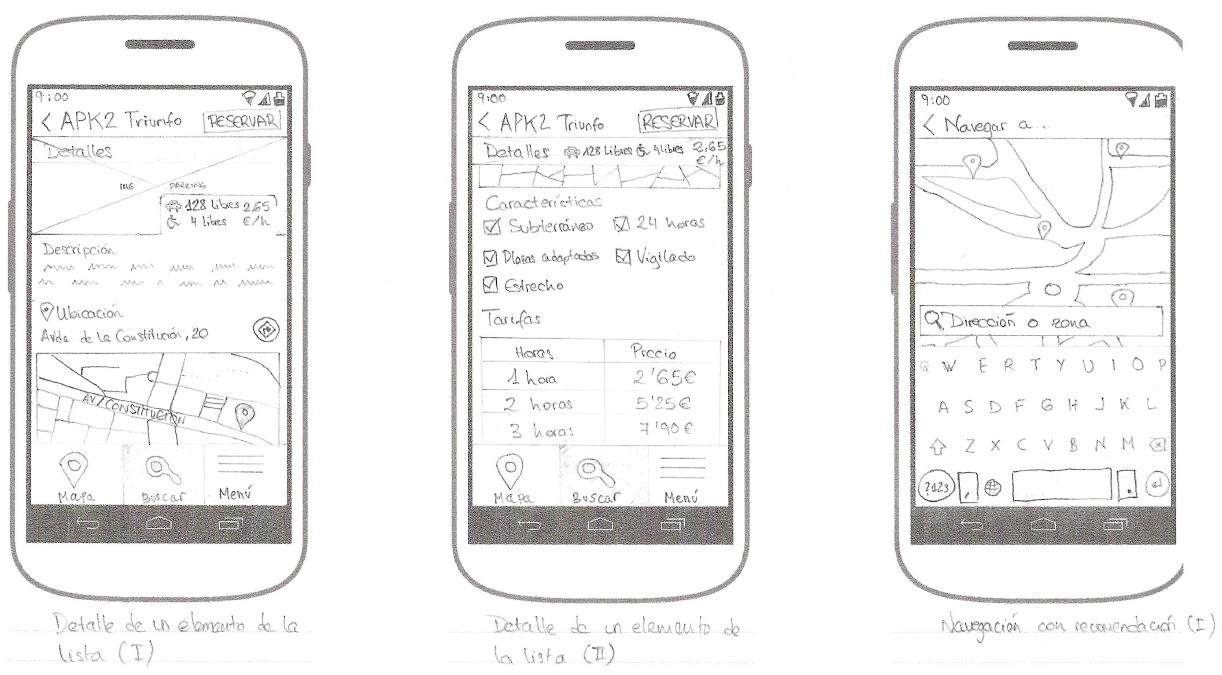 9:00
< APK2 Triunfo RESERVAR
Detalles
IMG PARKING
128 libres 2,65
4 libres €/h
Descripción
Ubicación
Avda de la Constitución, 20
AV/CONSTITUCIÓN
Mapa Buscar Menú
Detalle de un elemento de la
lista (I)
9:00
< APK2 Triunfo RESERVAR
Detalles 128 Libres 4 libres 2,65
€/h
Características
Subterráneo 24 horas
Plazas adaptadas Vigilado
Estrecho
Tarifas
Horas Precio
1 hora 2'65€
2 horas 5'25€
3 horas 7'90€
Mapa Buscar Menú
Detalle de un elemento de
la lista (II)
9:00
< Navegar a...
Dirección o zona
Q W E R T Y U I O P
A S D F G H J K L
Z X C V B N M
?123 , .
Navegación con recomendación (I)